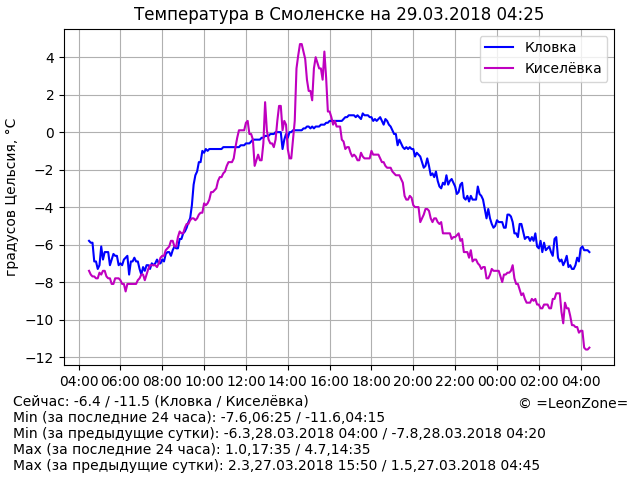 Температура в Смоленске на 29.03.2018 04:25
градусов Цельсия, °C
4
2
0
−2
−4
−6
−8
−10
−12
Кловка
Киселёвка
04:00 06:00 08:00 10:00 12:00 14:00 16:00 18:00 20:00 22:00 00:00 02:00 04:00
Сейчас: -6.4 / -11.5 (Кловка / Киселёвка)
© =LeonZone=
Min (за последние 24 часа): -7.6,06:25 / -11.6,04:15
Min (за предыдущие сутки): -6.3,28.03.2018 04:00 / -7.8,28.03.2018 04:20
Max (за последние 24 часа): 1.0,17:35 / 4.7,14:35
Max (за предыдущие сутки): 2.3,27.03.2018 15:50 / 1.5,27.03.2018 04:45